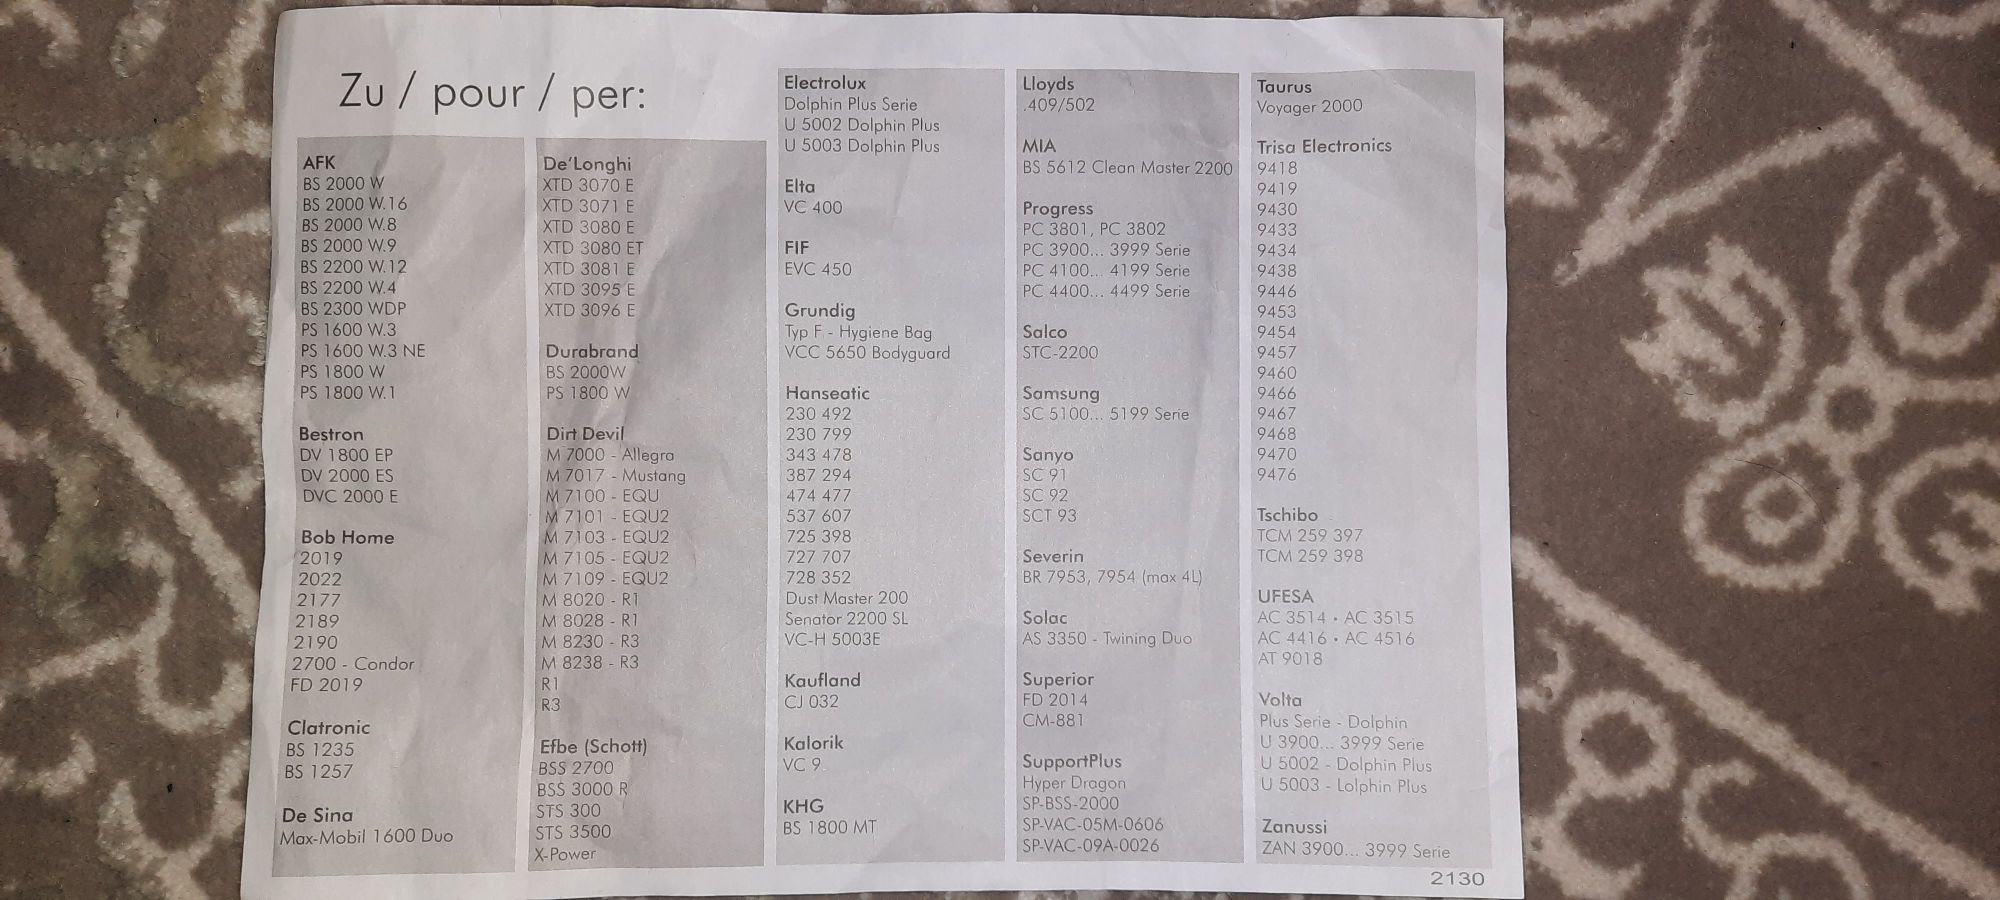 Zu / pour / per:
AFK
BS 2000 W
BS 2000 W.16
BS 2000 W.8
BS 2000 W.9
BS 2200 W.12
BS 2200 W.4
BS 2300 WDP
PS 1600 W.3
PS 1600 W.3 NE
PS 1800 W
PS 1800 W.1
Bestron
DV 1800 EP
DV 2000 ES
DVC 2000 E
Bob Home
2019
2022
2177
2189
2190
2700 - Condor
FD 2019
Clatronic
BS 1235
BS 1257
De Sina
Max-Mobil 1600 Duo
De'Longhi
XTD 3070 E
XTD 3071 E
XTD 3080 E
XTD 3080 ET
XTD 3081 E
XTD 3095 E
XTD 3096 E
Durabrand
BS 2000W
PS 1800 W
Dirt Devil
M 7000 - Allegra
M 7017 - Mustang
M 7100 - EQU
M 7101 - EQU2
M 7103 - EQU2
M 7105 - EQU2
M 7109 - EQU2
M 8020 - R1
M 8028 - R1
M 8230 - R3
M 8238 - R3
R1
R3
Efbe (Schott)
BSS 2700
BSS 3000 R
STS 300
STS 3500
X-Power
Electrolux
Dolphin Plus Serie
U 5002 Dolphin Plus
U 5003 Dolphin Plus
Elta
VC 400
FIF
EVC 450
Grundig
Typ F - Hygiene Bag
VCC 5650 Bodyguard
Hanseatic
230 492
230 799
343 478
387 294
474 477
537 607
725 398
727 707
728 352
Dust Master 200
Senator 2200 SL
VC-H 5003E
Kaufland
CJ 032
Kalorik
VC 9
KHG
BS 1800 MT
Lloyds
.409/502
MIA
BS 5612 Clean Master 2200
Progress
PC 3801, PC 3802
PC 3900... 3999 Serie
PC 4100... 4199 Serie
PC 4400... 4499 Serie
Salco
STC-2200
Samsung
SC 5100... 5199 Serie
Sanyo
SC 91
SC 92
SCT 93
Severin
BR 7953, 7954 (max 4L)
Solac
AS 3350 - Twining Duo
Superior
FD 2014
CM-881
SupportPlus
Hyper Dragon
SP-BSS-2000
SP-VAC-05M-0606
SP-VAC-09A-0026
Taurus
Voyager 2000
Trisa Electronics
9418
9419
9430
9433
9434
9438
9446
9453
9454
9457
9460
9466
9467
9468
9470
9476
Tschibo
TCM 259 397
TCM 259 398
UFESA
AC 3514 • AC 3515
AC 4416 • AC 4516
AT 9018
Volta
Plus Serie - Dolphin
U 3900... 3999 Serie
U 5002 - Dolphin Plus
U 5003 - Lolphin Plus
Zanussi
ZAN 3900... 3999 Serie
2130